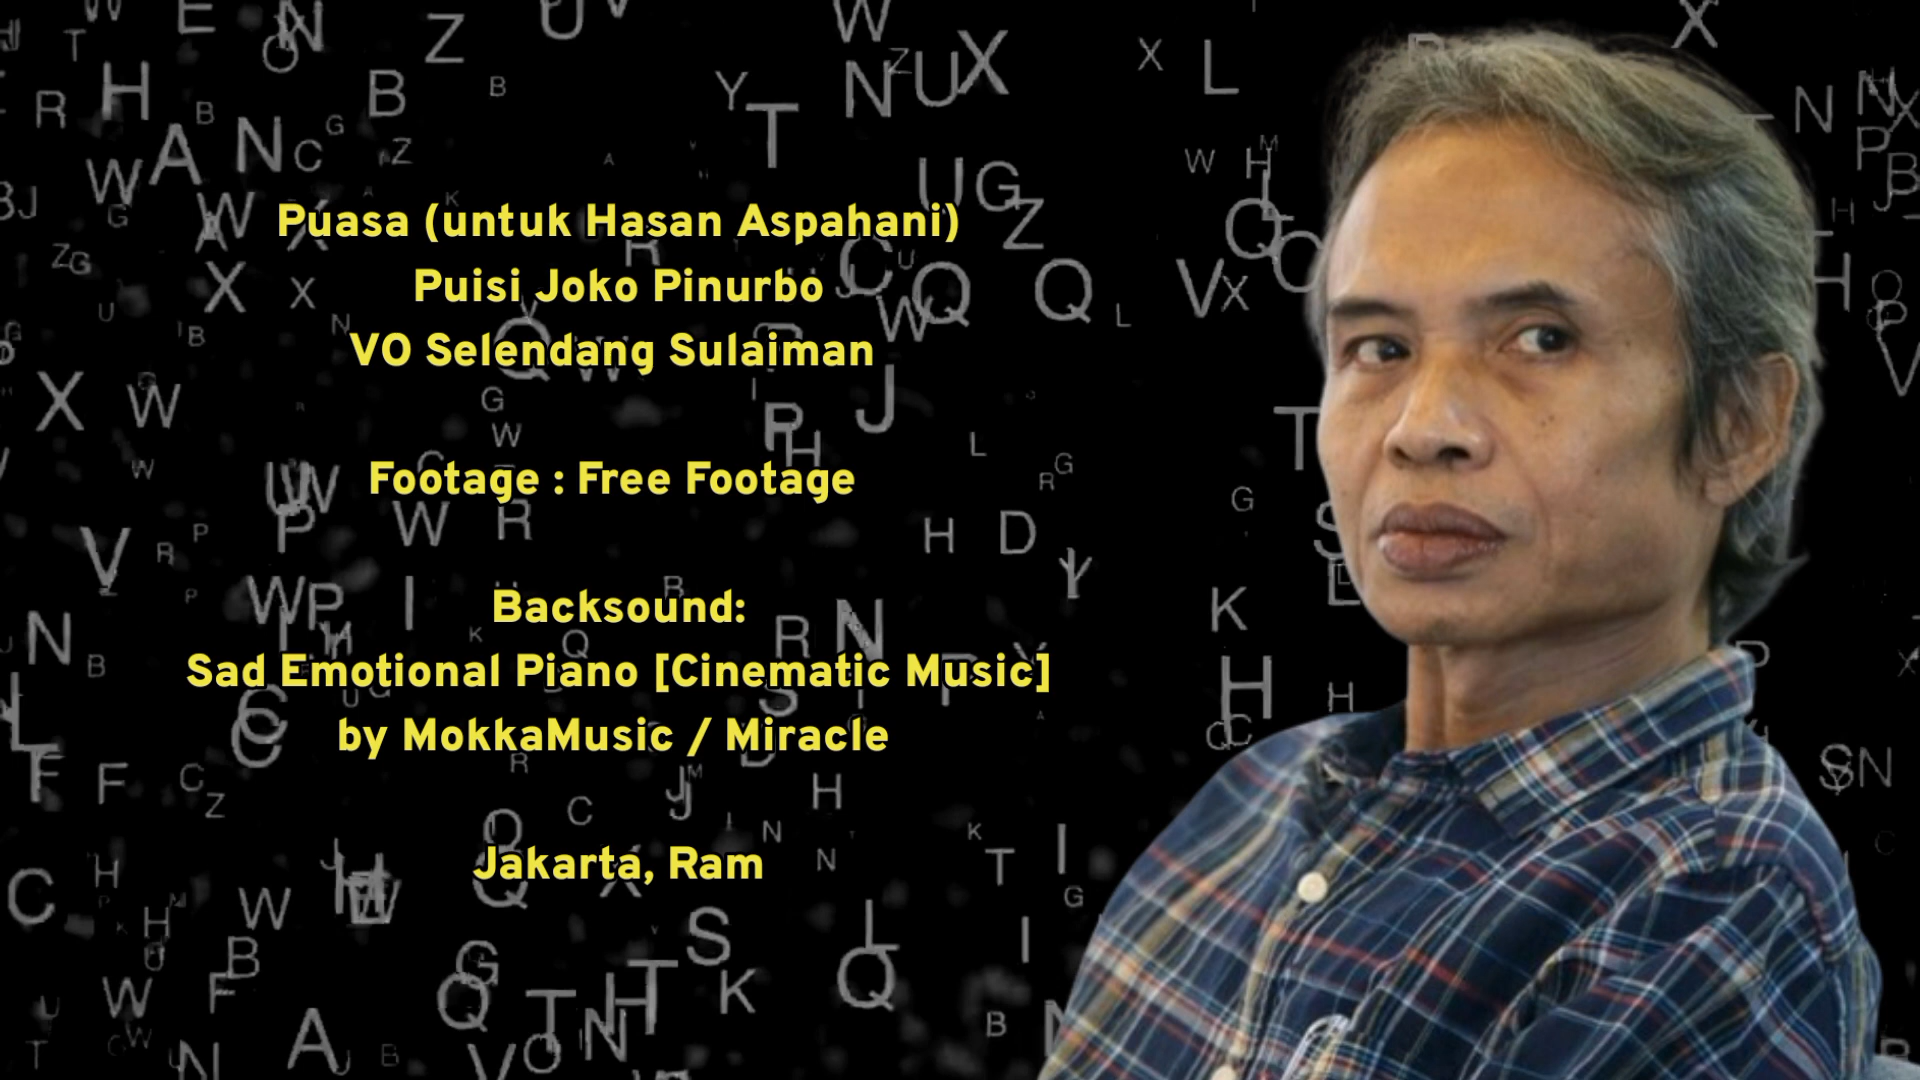 Puasa (untuk Hasan Aspahani)
Puisi Joko Pinurbo
VO Selendang Sulaiman
Footage : Free Footage
Backsound:
Sad Emotional Piano [Cinematic Music]
by MokkaMusic / Miracle
Jakarta, Ram